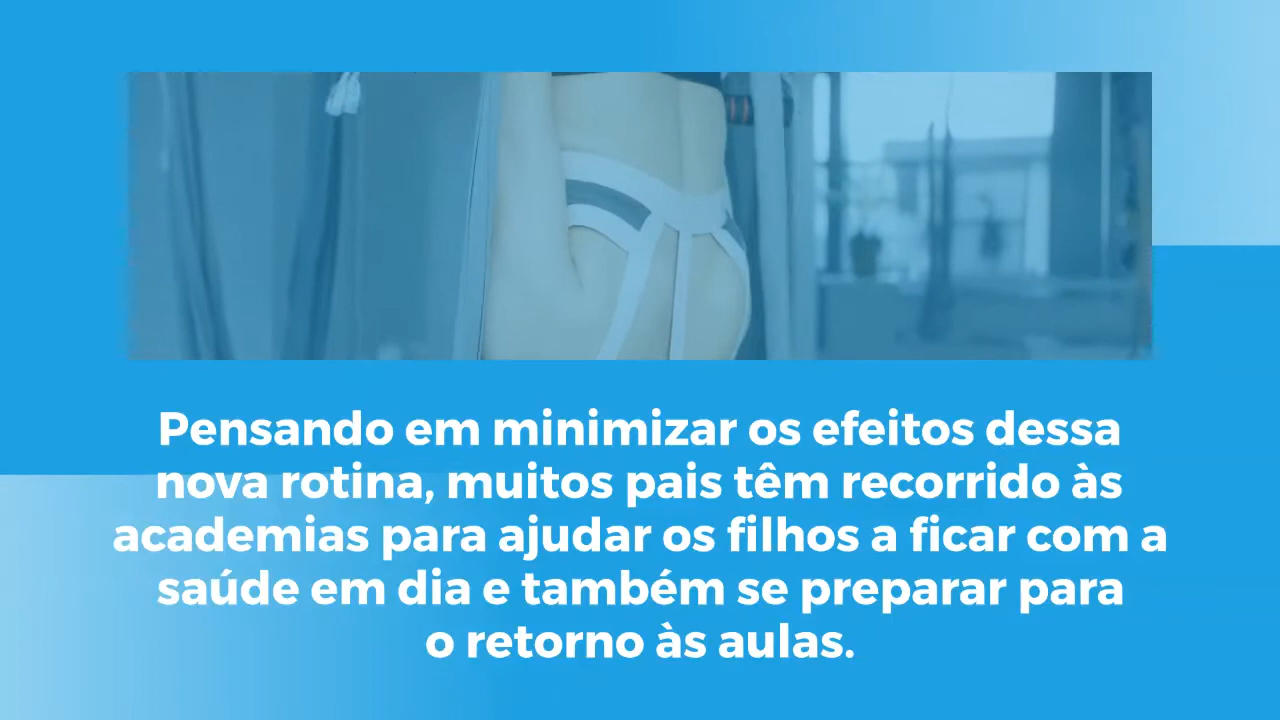 Pensando em minimizar os efeitos dessa
nova rotina, muitos pais têm recorrido às
academias para ajudar os filhos a ficar com a
saúde em dia e também se preparar para
o retorno às aulas.